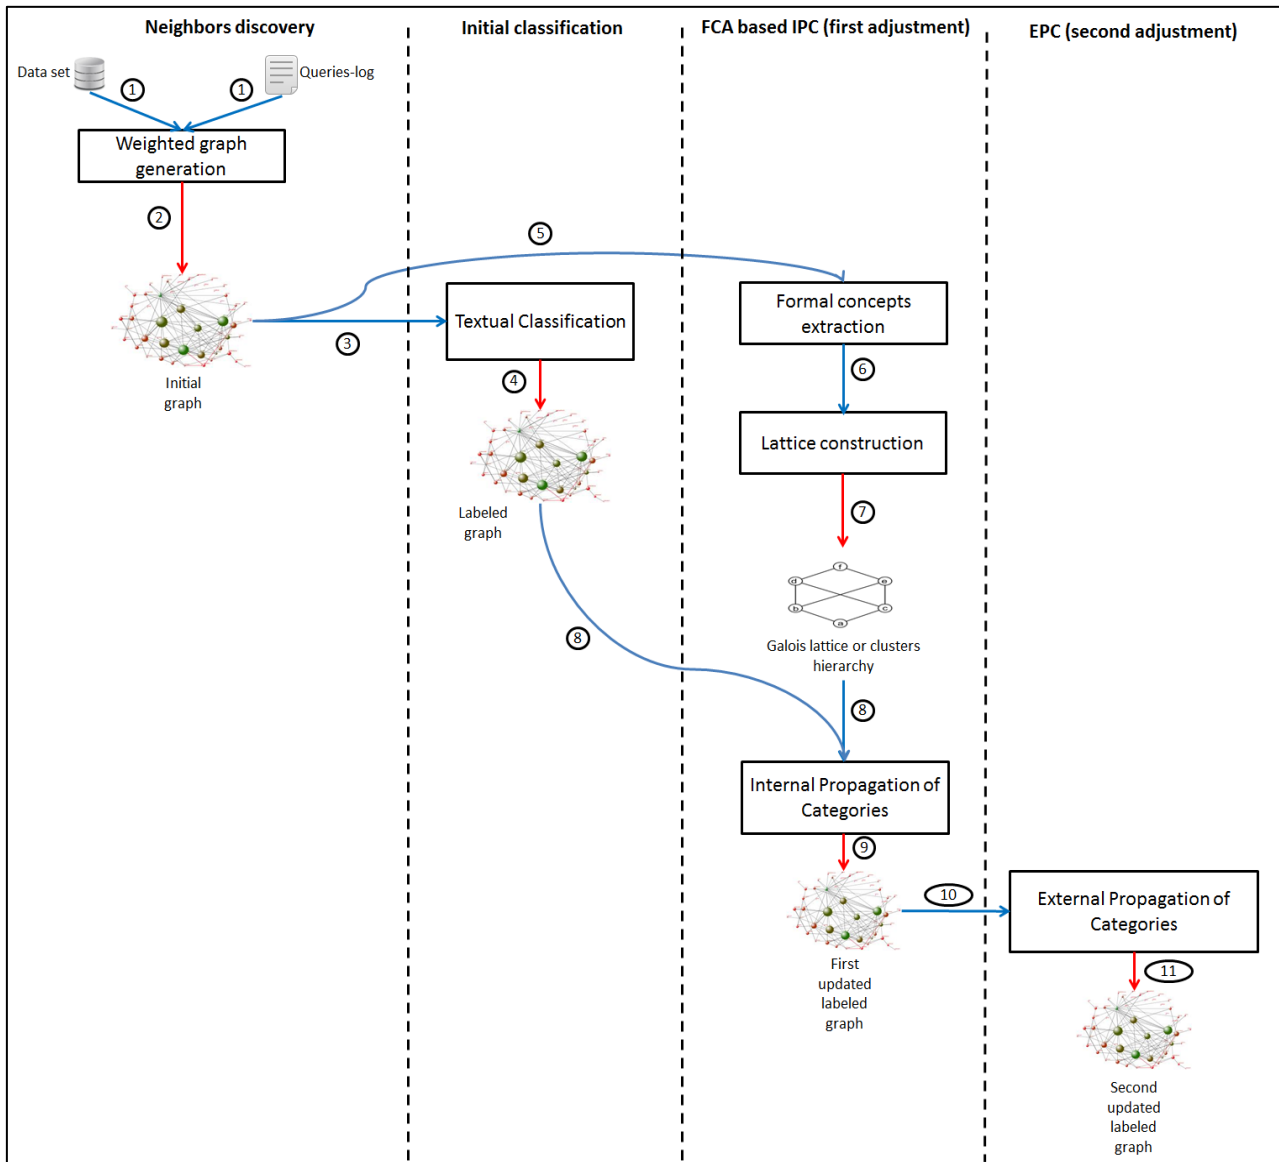 Neighbors discovery
Initial classification
FCA based IPC (first adjustment)
EPC (second adjustment)
Data set
1
1
Queries-log
Weighted graph
generation
2
5
3
Initial
graph
Textual Classification
4
Labeled
graph
8
Formal concepts
extraction
6
Lattice construction
7
f
d
e
b
c
a
Galois lattice or clusters
hierarchy
8
Internal Propagation of
Categories
9
First
updated
labeled
graph
10
External Propagation of
Categories
11
Second
updated
labeled
graph